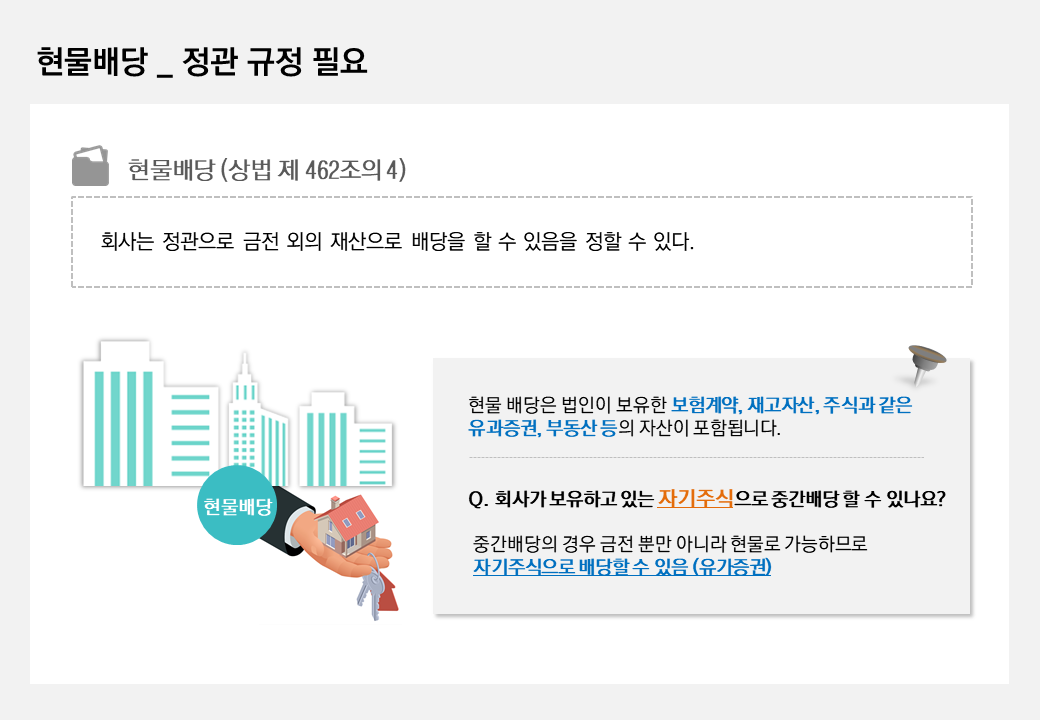 현물배당 _ 정관 규정 필요
현물배당 (상법 제 462조의 4)
회사는 정관으로 금전 외의 재산으로 배당을 할 수 있음을 정할 수 있다.
현물배당
현물 배당은 법인이 보유한 보험계약, 재고자산, 주식과 같은
유과증권, 부동산 등의 자산이 포함됩니다.
Q. 회사가 보유하고 있는 자기주식으로 중간배당 할 수 있나요?
중간배당의 경우 금전 뿐만 아니라 현물로 가능하므로
자기주식으로 배당할 수 있음 (유가증권)